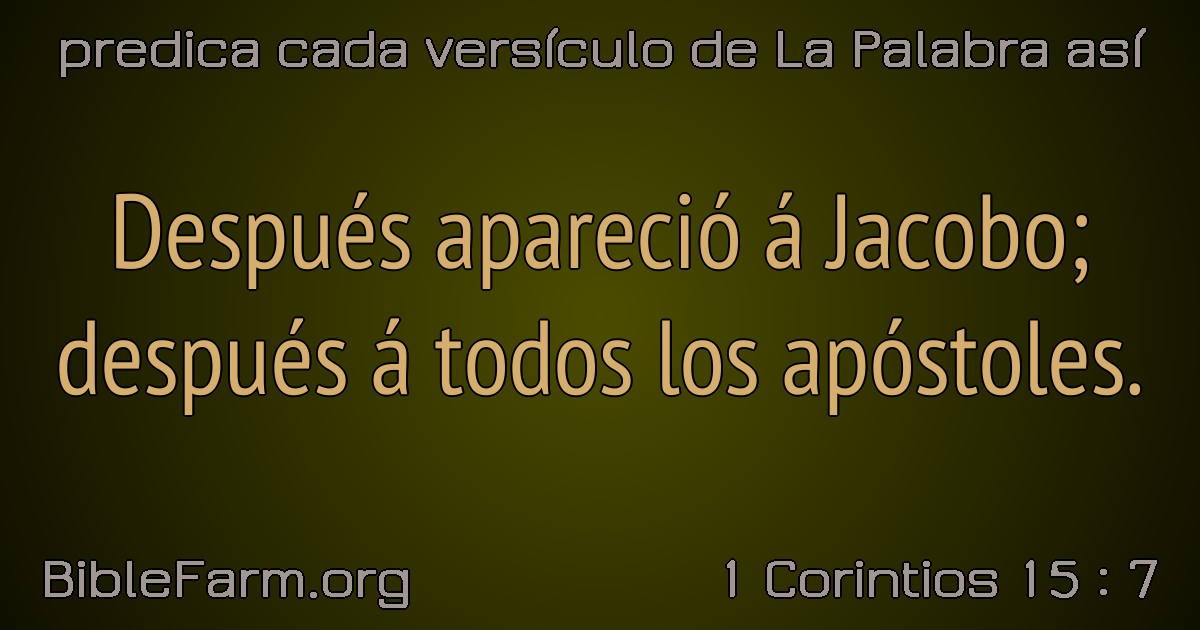 predica cada versículo de La Palabra así
Después apareció á Jacobo;
después á todos los apóstoles.
BibleFarm.org
1 Corintios 15 : 7